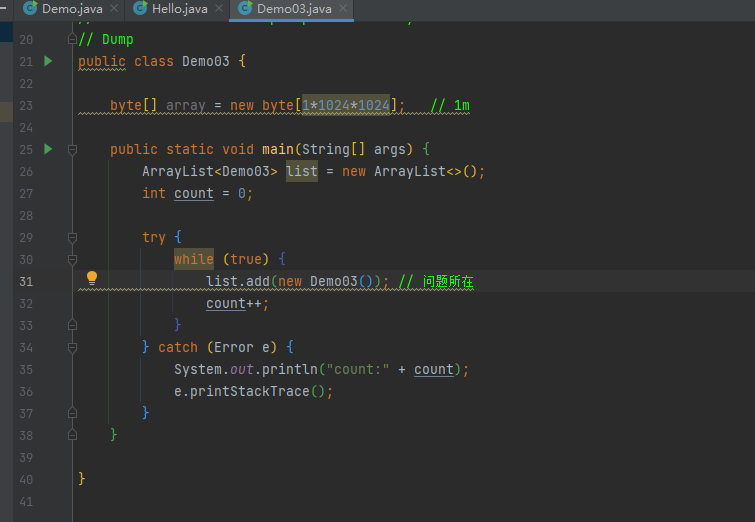 Demo.java Hello.java Demo03.java
20 // Dump
21 public class Demo03 {
22
23 byte[] array = new byte[1*1024*1024]; // 1m
24
25 public static void main(String[] args) {
26 ArrayList<Demo03> list = new ArrayList<>();
27 int count = 0;
28
29 try {
30 while (true) {
31 list.add(new Demo03()); // 问题所在
32 count++;
33 }
34 } catch (Error e) {
35 System.out.println("count:" + count);
36 e.printStackTrace();
37 }
38 }
39
40 }
41